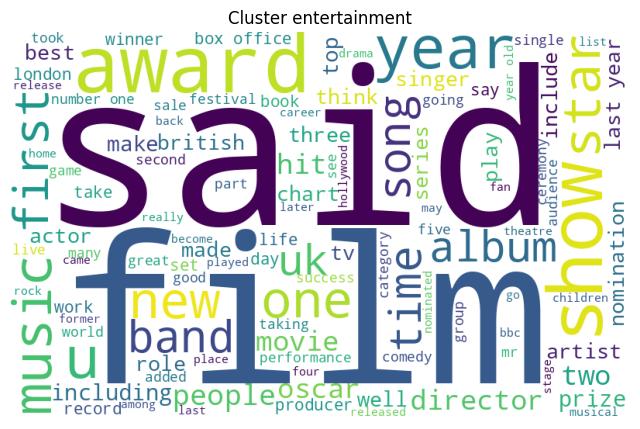 Cluster entertainment
took
winner
box office
top
drama
year
year old
single
list
best
award
singer
star
last year
release
london
number one
sale
festival
book
think
going
say
include
first
back
career
said
song
series
play
ceremony
audience
home
make
british
three
hit
see
hollywood
fan
game
second
part
chart
take
later
may
show
nomination
really
actor
become
life
tv
five
theatre
live
many
made
uk
category
album
came
great
set
day
played
good
success
music
rock
film
new
one
time
nominated
go
children
work
former
band
taking
movie
group
bbc
world
u
role
place
performance
comedy
mr
artist
added
four
stage
two
including
people
oscar
well
director
prize
record
among
last
producer
released
musical